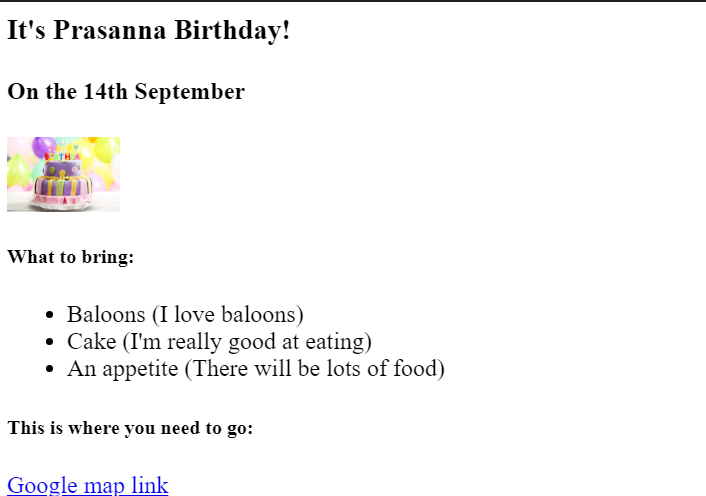 It's Prasanna Birthday!
On the 14th September
What to bring:
Baloons (I love baloons)
Cake (I'm really good at eating)
An appetite (There will be lots of food)
This is where you need to go:
Google map link